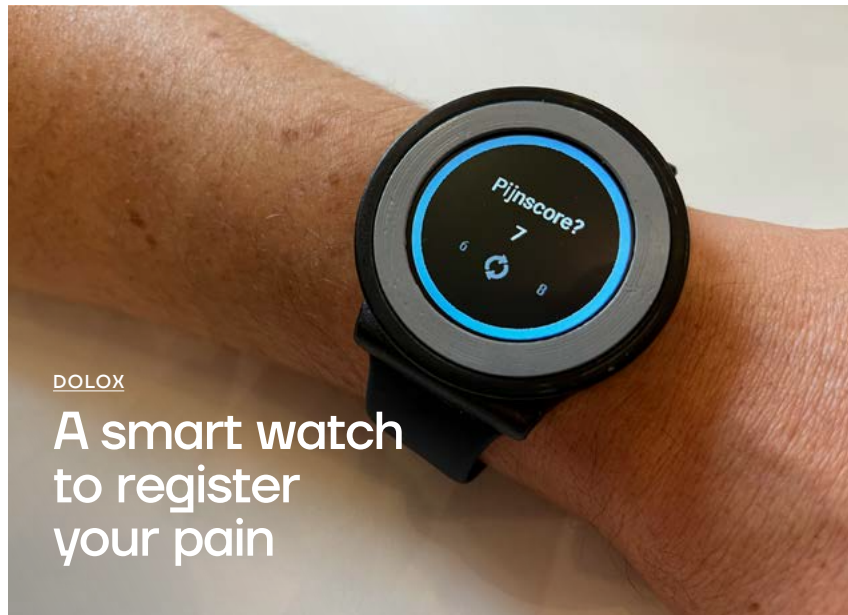 Pijnscore?
7
6
8
DOLOX
A smart watch
to register
your pain